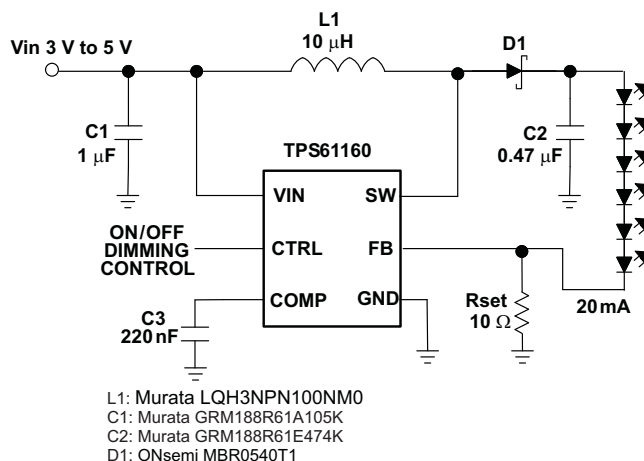 L1
10 μH
D1
Vin 3 V to 5 V
C1
1 μF
C2
0.47 μF
TPS61160
VIN
SW
ON/OFF
DIMMING
CONTROL
CTRL
FB
COMP
GND
C3
220 nF
Rset
10 Ω
20 mA
L1: Murata LQH3NPN100NM0
C1: Murata GRM188R61A105K
C2: Murata GRM188R61E474K
D1: ONsemi MBR0540T1